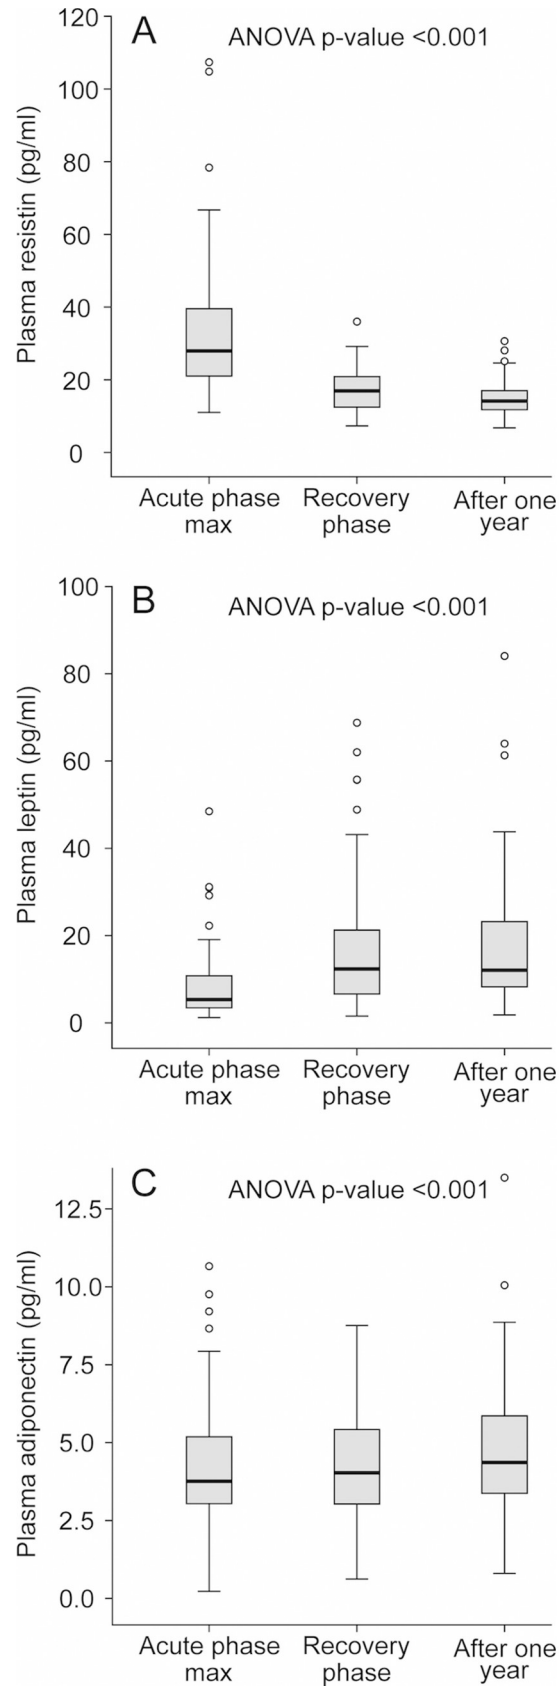 A
ANOVA p-value <0.001
Plasma resistin (pg/ml)
120
100
80
60
40
20
0
Acute phase
max
Recovery
phase
After one
year
B
ANOVA p-value <0.001
Plasma leptin (pg/ml)
100
80
60
40
20
0
Acute phase
max
Recovery
phase
After one
year
C
ANOVA p-value <0.001
Plasma adiponectin (pg/ml)
12.5
10.0
7.5
5.0
2.5
0.0
Acute phase
max
Recovery
phase
After one
year